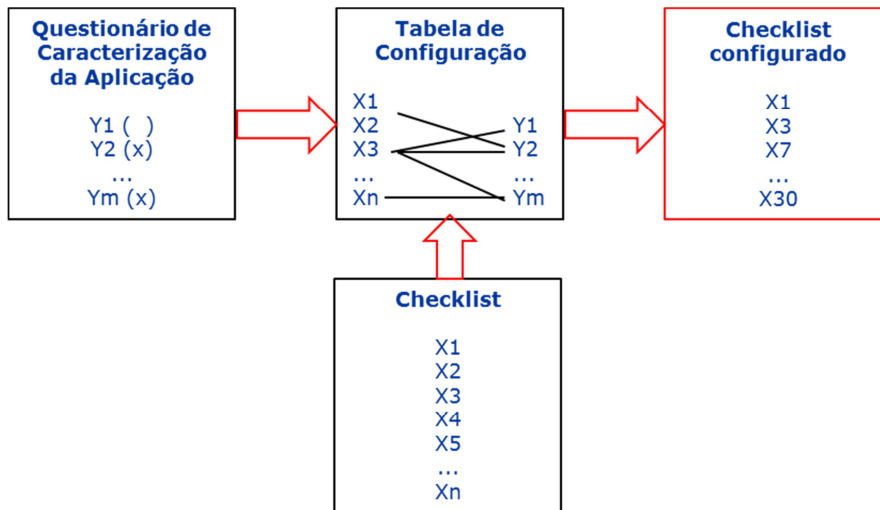 Questionário de
Caracterização
da Aplicação
Y1 ( )
Y2 (x)
...
Ym (x)
Tabela de
Configuração
X1
X2
X3
...
Xn
Y1
Y2
...
Ym
Checklist
configurado
X1
X3
X7
...
X30
Checklist
X1
X2
X3
X4
X5
...
Xn